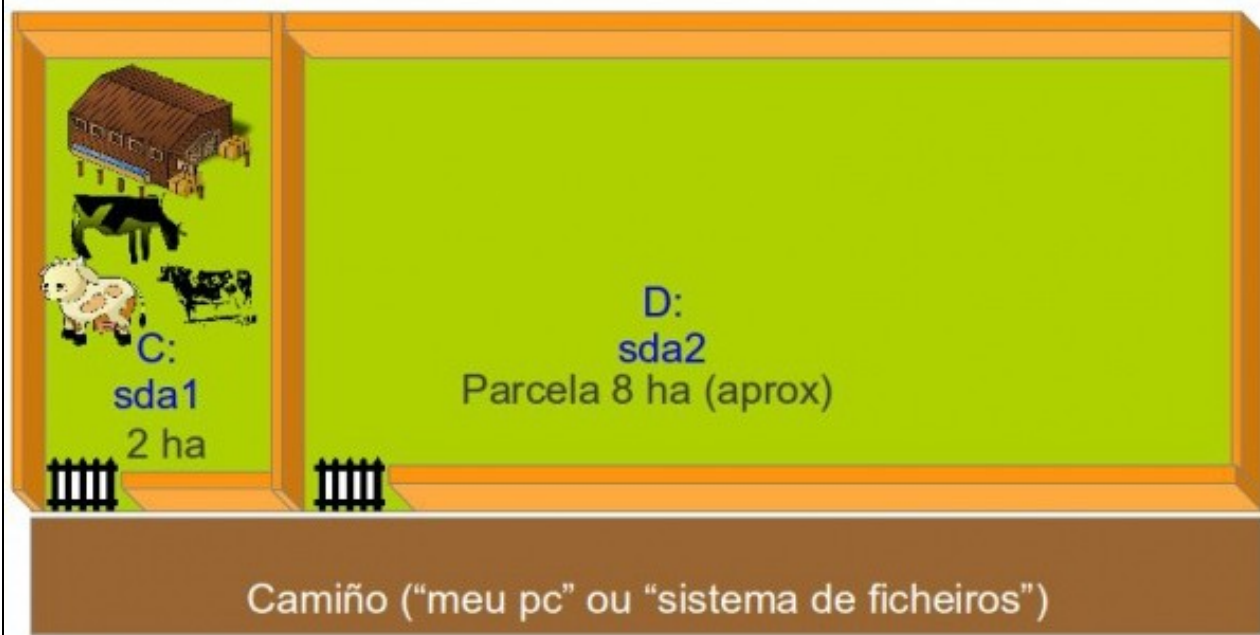 C:
sda1
2 ha
D:
sda2
Parcela 8 ha (aprox)
Camiño (“meu pc” ou “sistema de ficheiros”)